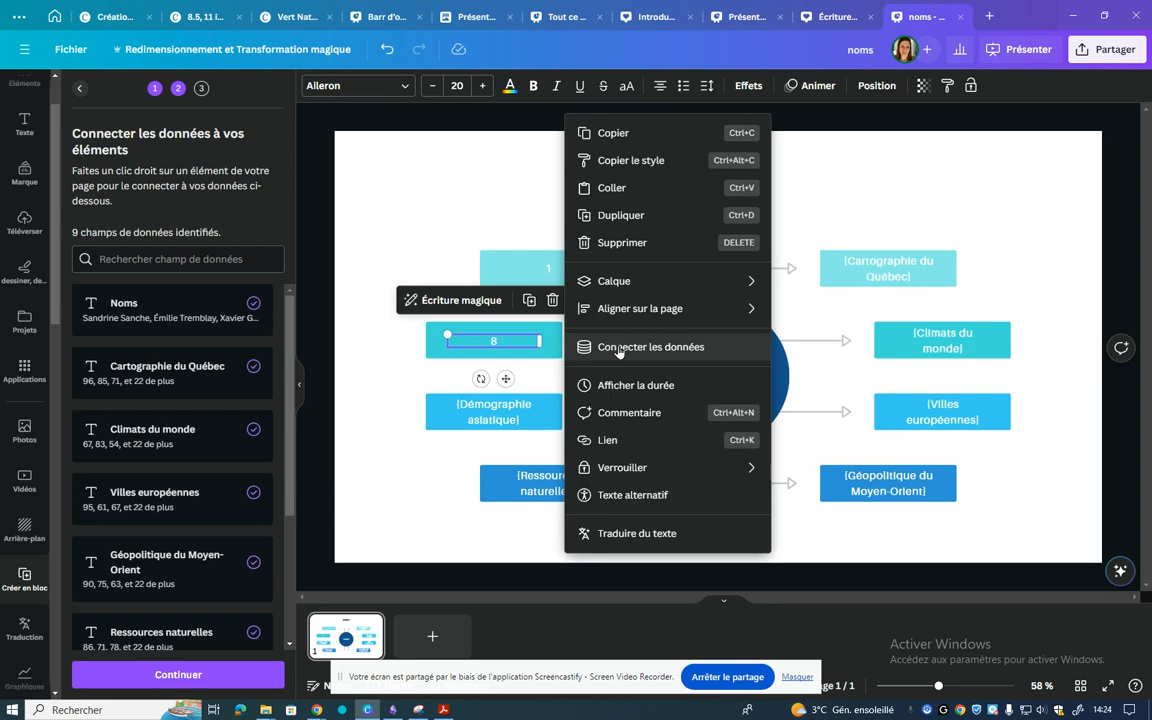 Créatio...
8.5, 11 i...
Vert Nat...
Barr d'o...
Présent...
Tout ce ...
Introdu...
Présent...
Écriture...
noms - ...
Fichier
Redimensionnement et Transformation magique
noms
Présenter
Partager
Éléments
Texte
Marque
Téléverser
dessiner, de...
Projets
Applications
Photos
Vidéos
Arrière-plan
Créer en bloc
Traduction
Graphiques
1 2 3
Connecter les données à vos
éléments
Faites un clic droit sur un élément de votre
page pour le connecter à vos données ci-
dessous.
9 champs de données identifiés.
Rechercher champ de données
Noms
Sandrine Sanche, Émilie Tremblay, Xavier G...
Cartographie du Québec
96, 85, 71, et 22 de plus
Climats du monde
67, 83, 54, et 22 de plus
Villes européennes
95, 61, 67, et 22 de plus
Géopolitique du Moyen-
Orient
90, 75, 63, et 22 de plus
Ressources naturelles
86, 71, 78, et 22 de plus
Continuer
Aileron
– 20 +
A B I U S aA
Effets
Animer
Position
1
Écriture magique
8
{Démographie
asiatique}
{Ressour
naturelle
{Cartographie du
Québec}
{Climats du
monde}
{Villes
européennes}
{Géopolitique du
Moyen-Orient}
Copier Ctrl+C
Copier le style Ctrl+Alt+C
Coller Ctrl+V
Dupliquer Ctrl+D
Supprimer DELETE
Calque
Aligner sur la page
Connecter les données
Afficher la durée
Commentaire Ctrl+Alt+N
Lien Ctrl+K
Verrouiller
Texte alternatif
Traduire du texte
1
Activer Windows
Accédez aux paramètres pour activer Windows.
Votre écran est partagé par le biais de l'application Screencastify - Screen Video Recorder.
Arrêter le partage
Masquer
ge 1 / 1
58 %
Rechercher
3°C Gén. ensoleillé
14:24